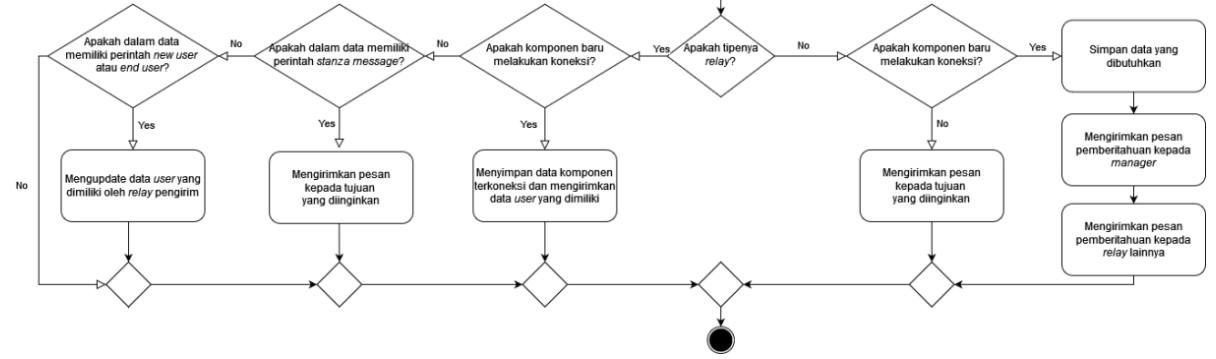 Apakah dalam data
memiliki perintah new user
atau end user?
No
Apakah dalam data memiliki
perintah stanza message?
No
Apakah komponen baru
melakukan koneksi?
Yes
Apakah tipenya
relay?
No
Apakah komponen baru
melakukan koneksi?
Yes
Simpan data yang
dibutuhkan
Yes
Yes
Yes
No
Mengirimkan pesan
pemberitahuan kepada
manager
No
Mengupdate data user yang
dimiliki oleh relay pengirim
Mengirimkan pesan
kepada tujuan
yang diinginkan
Menyimpan data komponen
terkoneksi dan mengirimkan
data user yang dimiliki
Mengirimkan pesan
kepada tujuan
yang diinginkan
Mengirimkan pesan
pemberitahuan kepada
relay lainnya